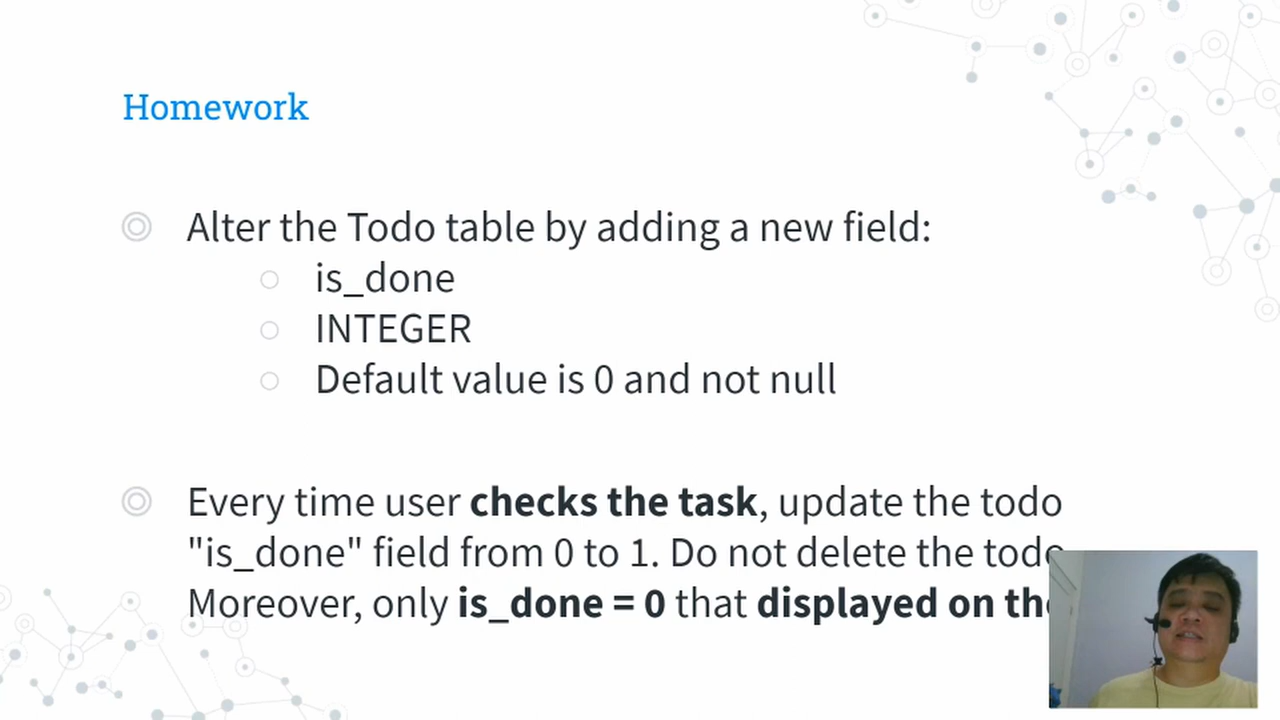 Homework
Alter the Todo table by adding a new field:
is_done
INTEGER
Default value is 0 and not null
Every time user checks the task, update the todo
"is_done" field from 0 to 1. Do not delete the todo
Moreover, only is_done = 0 that displayed on